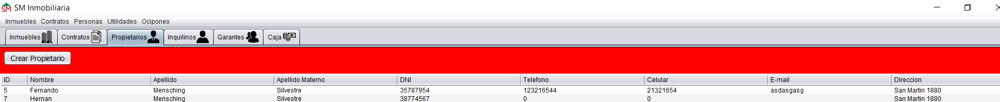 SM SM Inmobiliaria
Inmuebles Contratos Personas Utilidades Ocipones
Inmuebles Contratos Propietarios Inquilinos Garantes Caja
Crear Propietario
ID Nombre Apellido Apellido Materno DNI Telefono Celular E-mail Direccion
5 Fernando Mensching Silvestre 35787954 123216544 21321654 asdasgasg San Martin 1880
7 Hernan Mensching Silvestre 38774567 0 0 San Martin 1880